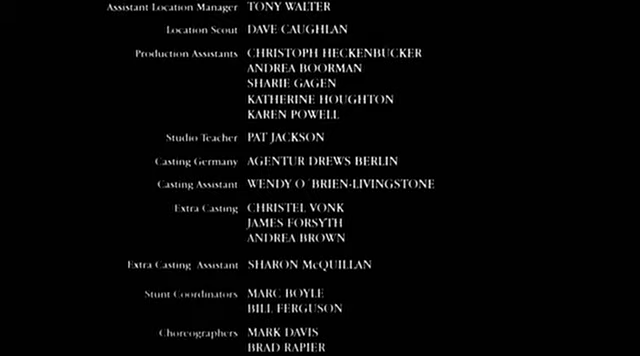 Assistant Location Manager TONY WALTER
Location Scout DAVE CAUGHLAN
Production Assistants CHRISTOPH HECKENBUCKER
ANDREA BOORMAN
SHARIE GAGEN
KATHERINE HOUGHTON
KAREN POWELL
Studio Teacher PAT JACKSON
Casting Germany AGENTUR DREWS BERLIN
Casting Assistant WENDY O´BRIEN-LIVINGSTONE
Extra Casting CHRISTEL VONK
JAMES FORSYTH
ANDREA BROWN
Extra Casting Assistant SHARON McQUILLAN
Stunt Coordinators MARC BOYLE
BILL FERGUSON
Choreographers MARK DAVIS
BRAD RAPIER